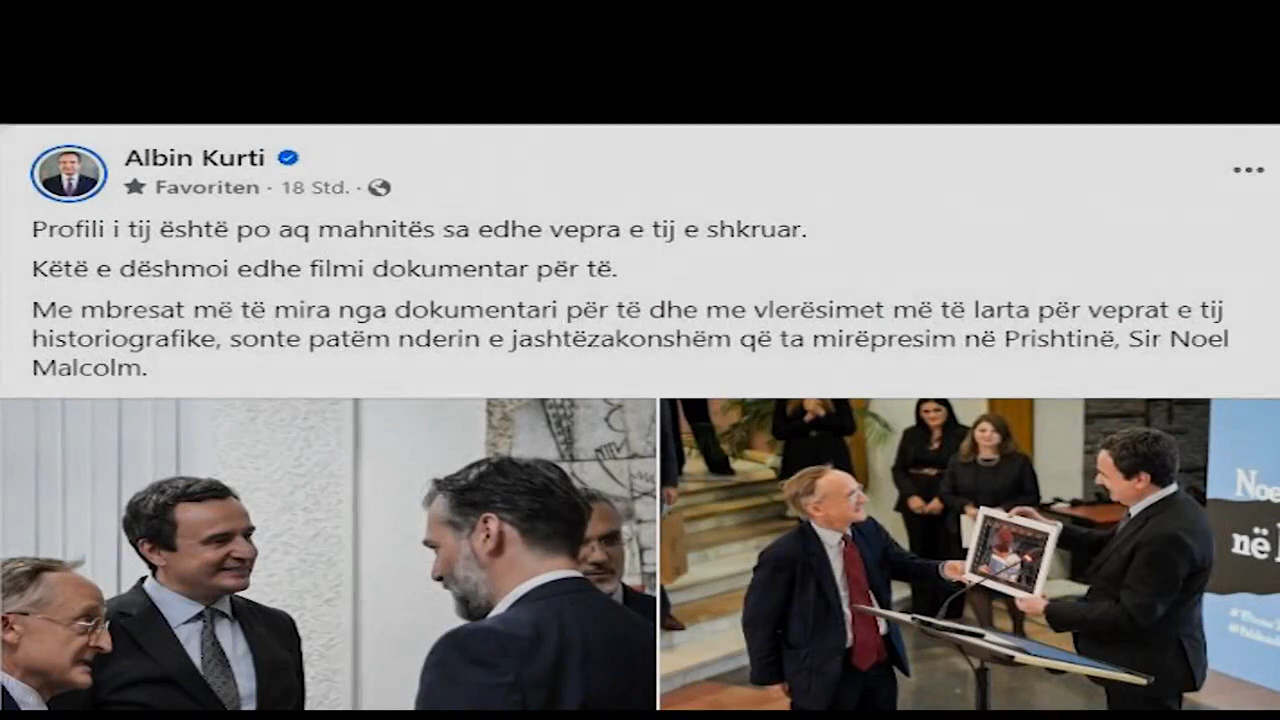 Albin Kurti
Favoriten · 18 Std. ·
Profili i tij është po aq mahnitës sa edhe vepra e tij e shkruar.
Këtë e dëshmoi edhe filmi dokumentar për të.
Me mbresat më të mira nga dokumentari për të dhe me vlerësimet më të larta për veprat e tij
historiografike, sonte patëm nderin e jashtëzakonshëm që ta mirëpresim në Prishtinë, Sir Noel
Malcolm.
në